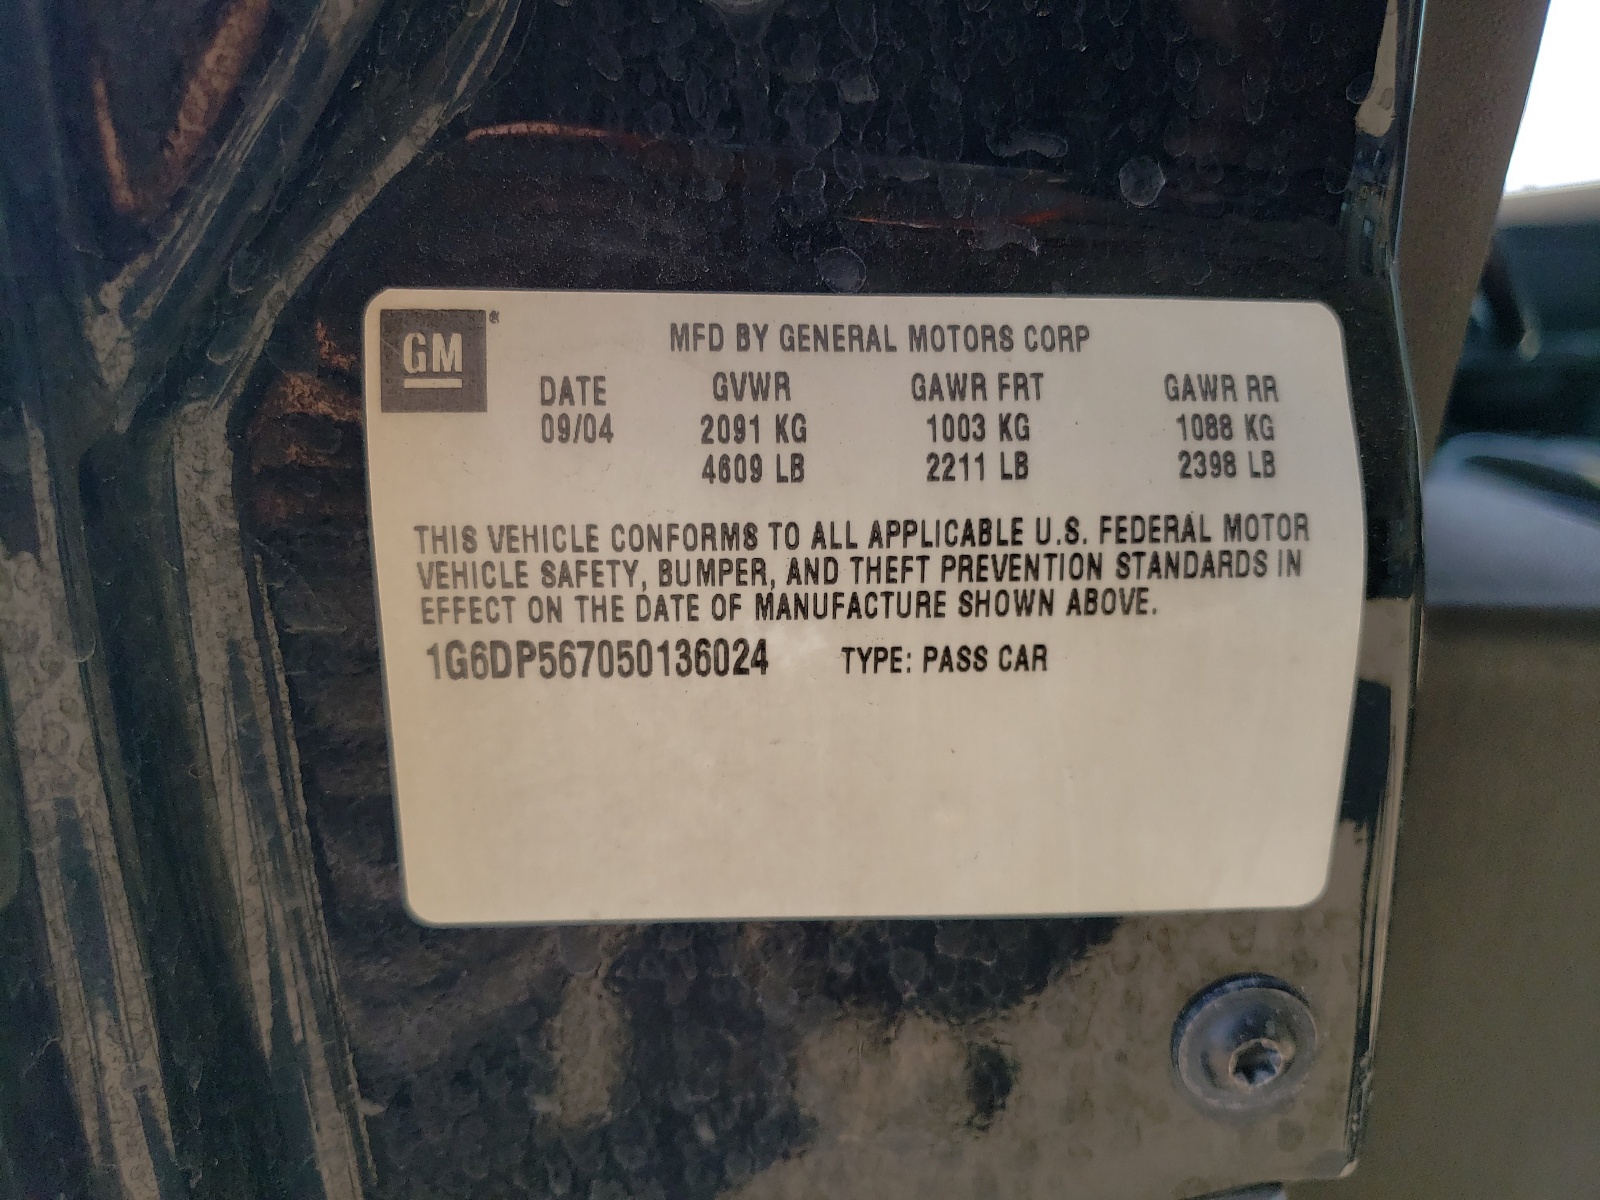 GM®
MFD BY GENERAL MOTORS CORP
DATE GVWR GAWR FRT GAWR RR
09/04 2091 KG 1003 KG 1088 KG
4609 LB 2211 LB 2398 LB
THIS VEHICLE CONFORMS TO ALL APPLICABLE U.S. FEDERAL MOTOR
VEHICLE SAFETY, BUMPER, AND THEFT PREVENTION STANDARDS IN
EFFECT ON THE DATE OF MANUFACTURE SHOWN ABOVE.
1G6DP567050136024 TYPE: PASS CAR